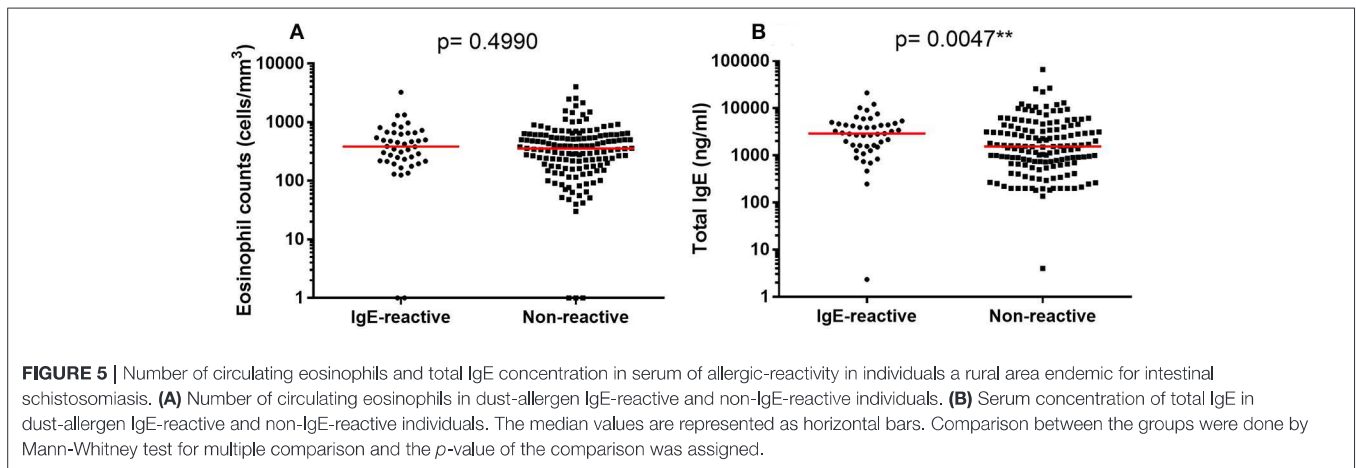 A
p= 0.4990
Eosinophil counts (cells/mm³)
10000
1000
100
10
1
IgE-reactive
Non-reactive
B
p= 0.0047**
Total IgE (ng/ml)
100000
10000
1000
100
10
1
IgE-reactive
Non-reactive
FIGURE 5 | Number of circulating eosinophils and total IgE concentration in serum of allergic-reactivity in individuals a rural area endemic for intestinal
schistosomiasis. (A) Number of circulating eosinophils in dust-allergen IgE-reactive and non-IgE-reactive individuals. (B) Serum concentration of total IgE in
dust-allergen IgE-reactive and non-IgE-reactive individuals. The median values are represented as horizontal bars. Comparison between the groups were done by
Mann-Whitney test for multiple comparison and the p-value of the comparison was assigned.